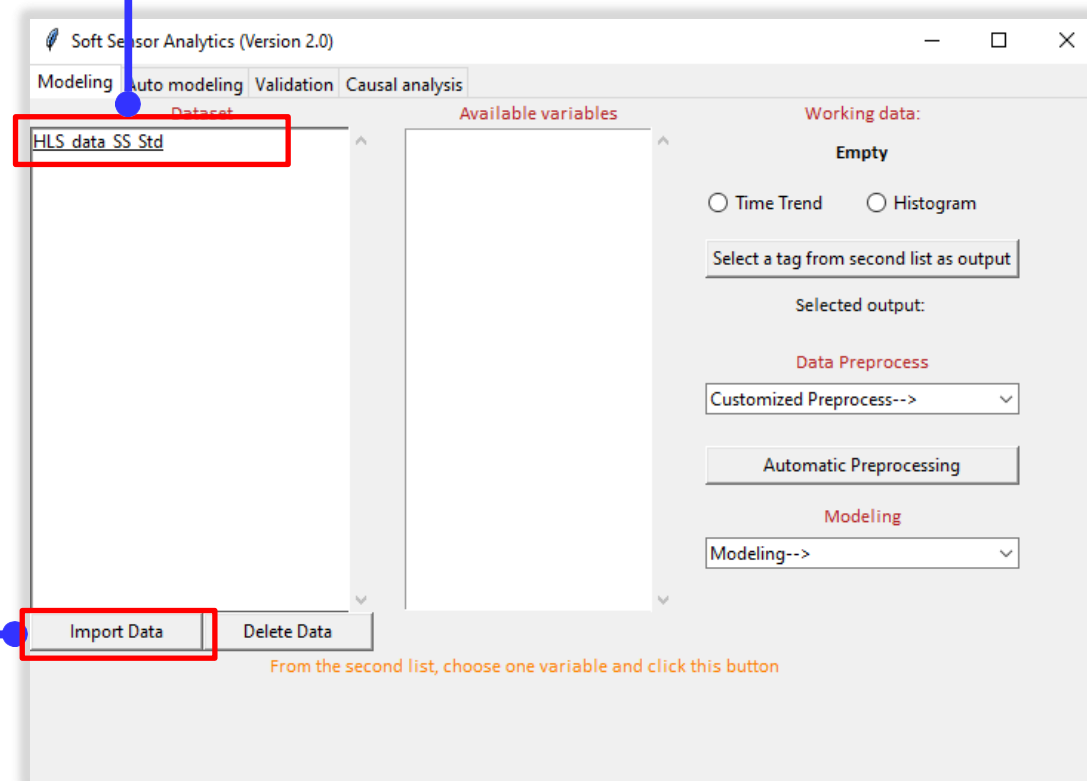 Soft Sensor Analytics (Version 2.0)
Modeling Auto modeling Validation Causal analysis
Dataset Available variables Working data:
HLS_data_SS_Std
Empty
Time Trend Histogram
Select a tag from second list as output
Selected output:
Data Preprocess
Customized Preprocess-->
Automatic Preprocessing
Modeling
Modeling-->
Import Data Delete Data
From the second list, choose one variable and click this button